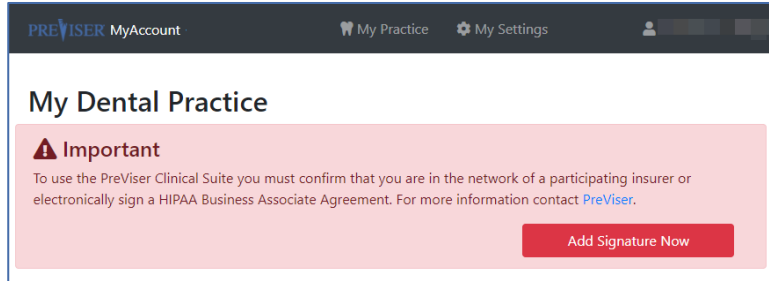 PREVISER MyAccount My Practice My Settings
My Dental Practice
Important
To use the PreViser Clinical Suite you must confirm that you are in the network of a participating insurer or
electronically sign a HIPAA Business Associate Agreement. For more information contact PreViser.
Add Signature Now